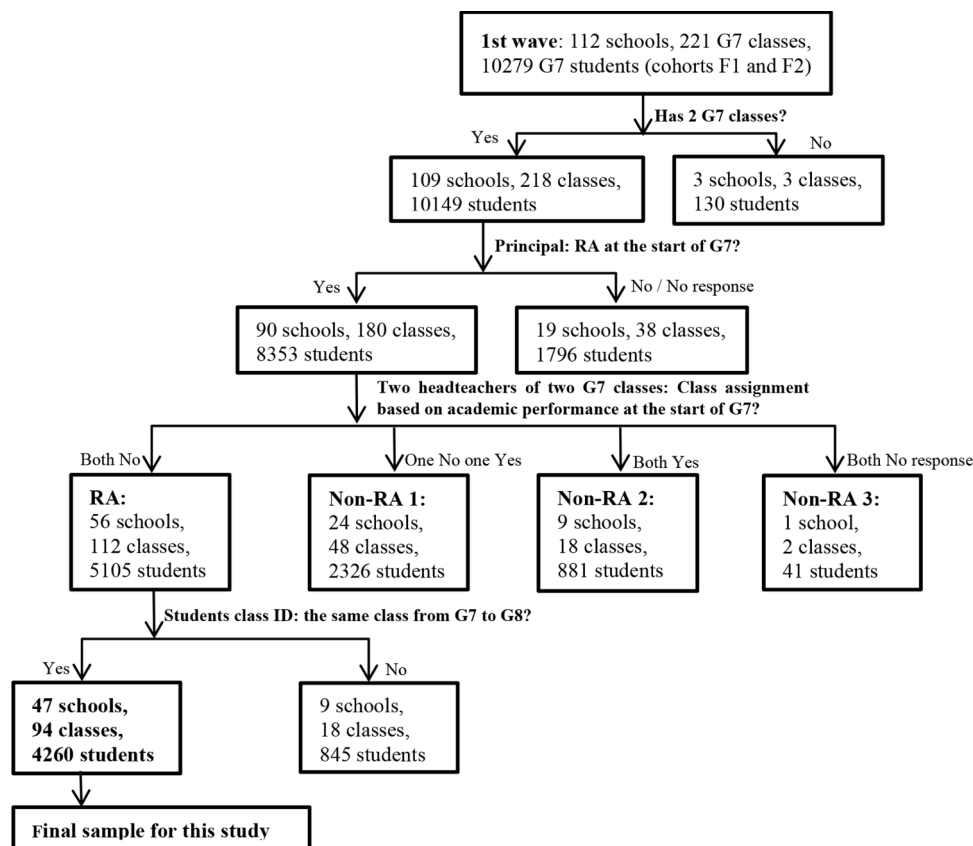 1st wave: 112 schools, 221 G7 classes,
10279 G7 students (cohorts F1 and F2)
Has 2 G7 classes?
Yes
No
109 schools, 218 classes,
10149 students
3 schools, 3 classes,
130 students
Principal: RA at the start of G7?
Yes
No / No response
90 schools, 180 classes,
8353 students
19 schools, 38 classes,
1796 students
Two headteachers of two G7 classes: Class assignment
based on academic performance at the start of G7?
Both No
One No one Yes
Both Yes
Both No response
RA:
56 schools,
112 classes,
5105 students
Non-RA 1:
24 schools,
48 classes,
2326 students
Non-RA 2:
9 schools,
18 classes,
881 students
Non-RA 3:
1 school,
2 classes,
41 students
Students class ID: the same class from G7 to G8?
Yes
No
47 schools,
94 classes,
4260 students
9 schools,
18 classes,
845 students
Final sample for this study